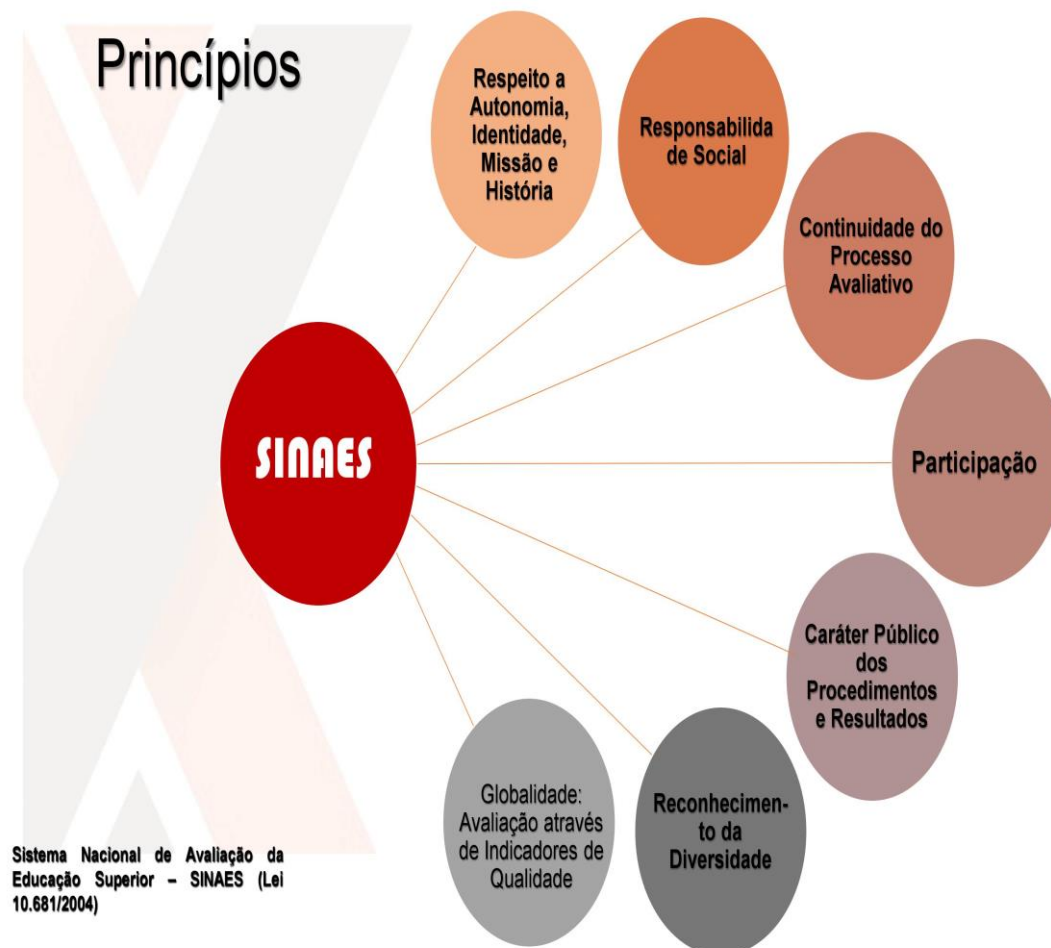 Princípios
Respeito a
Autonomia,
Identidade,
Missão e
História
Responsabilida
de Social
Continuidade do
Processo
Avaliativo
Participação
Caráter Público
dos
Procedimentos
e Resultados
Reconhecimen-
to da
Diversidade
Globalidade:
Avaliação através
de Indicadores de
Qualidade
SINAES
Sistema Nacional de Avaliação da
Educação Superior – SINAES (Lei
10.681/2004)